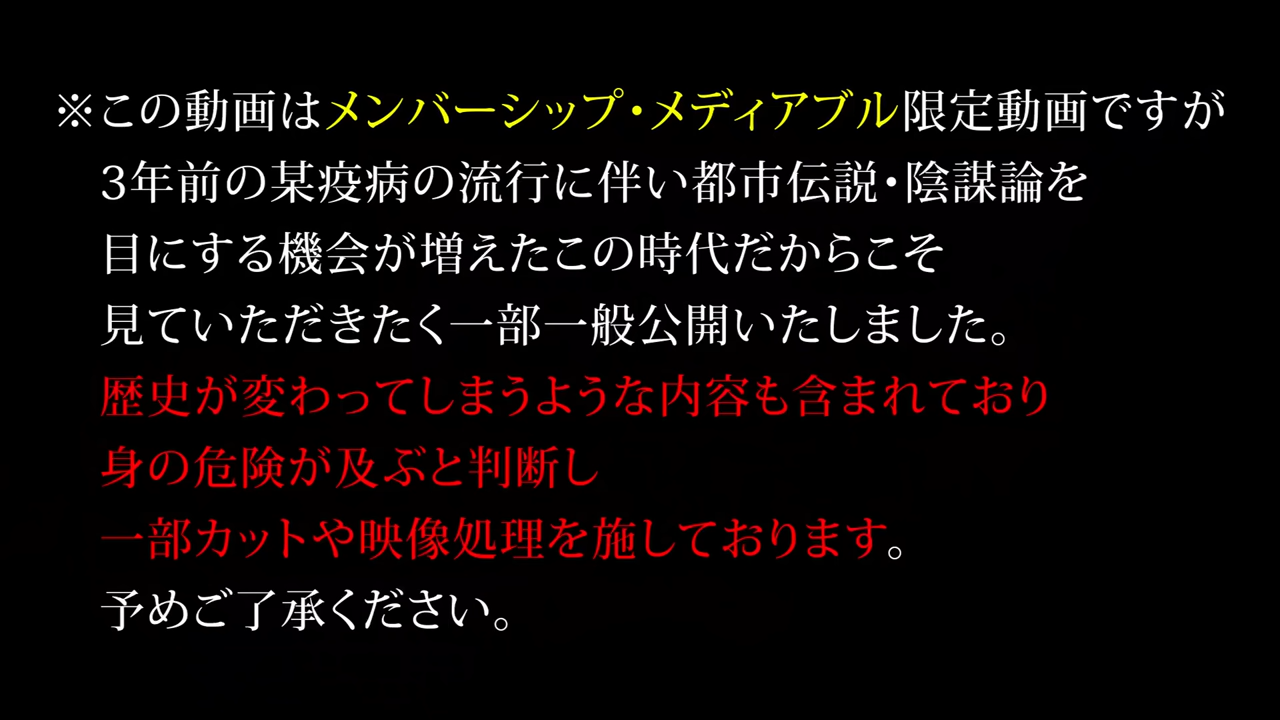 ※この動画はメンバーシップ・メディアブル限定動画ですが
3年前の某疫病の流行に伴い都市伝説・陰謀論を
目にする機会が増えたこの時代だからこそ
見ていただきたく一部一般公開いたしました。
歴史が変わってしまうような内容も含まれており
身の危険が及ぶと判断し
一部カットや映像処理を施しております。
予めご了承ください。